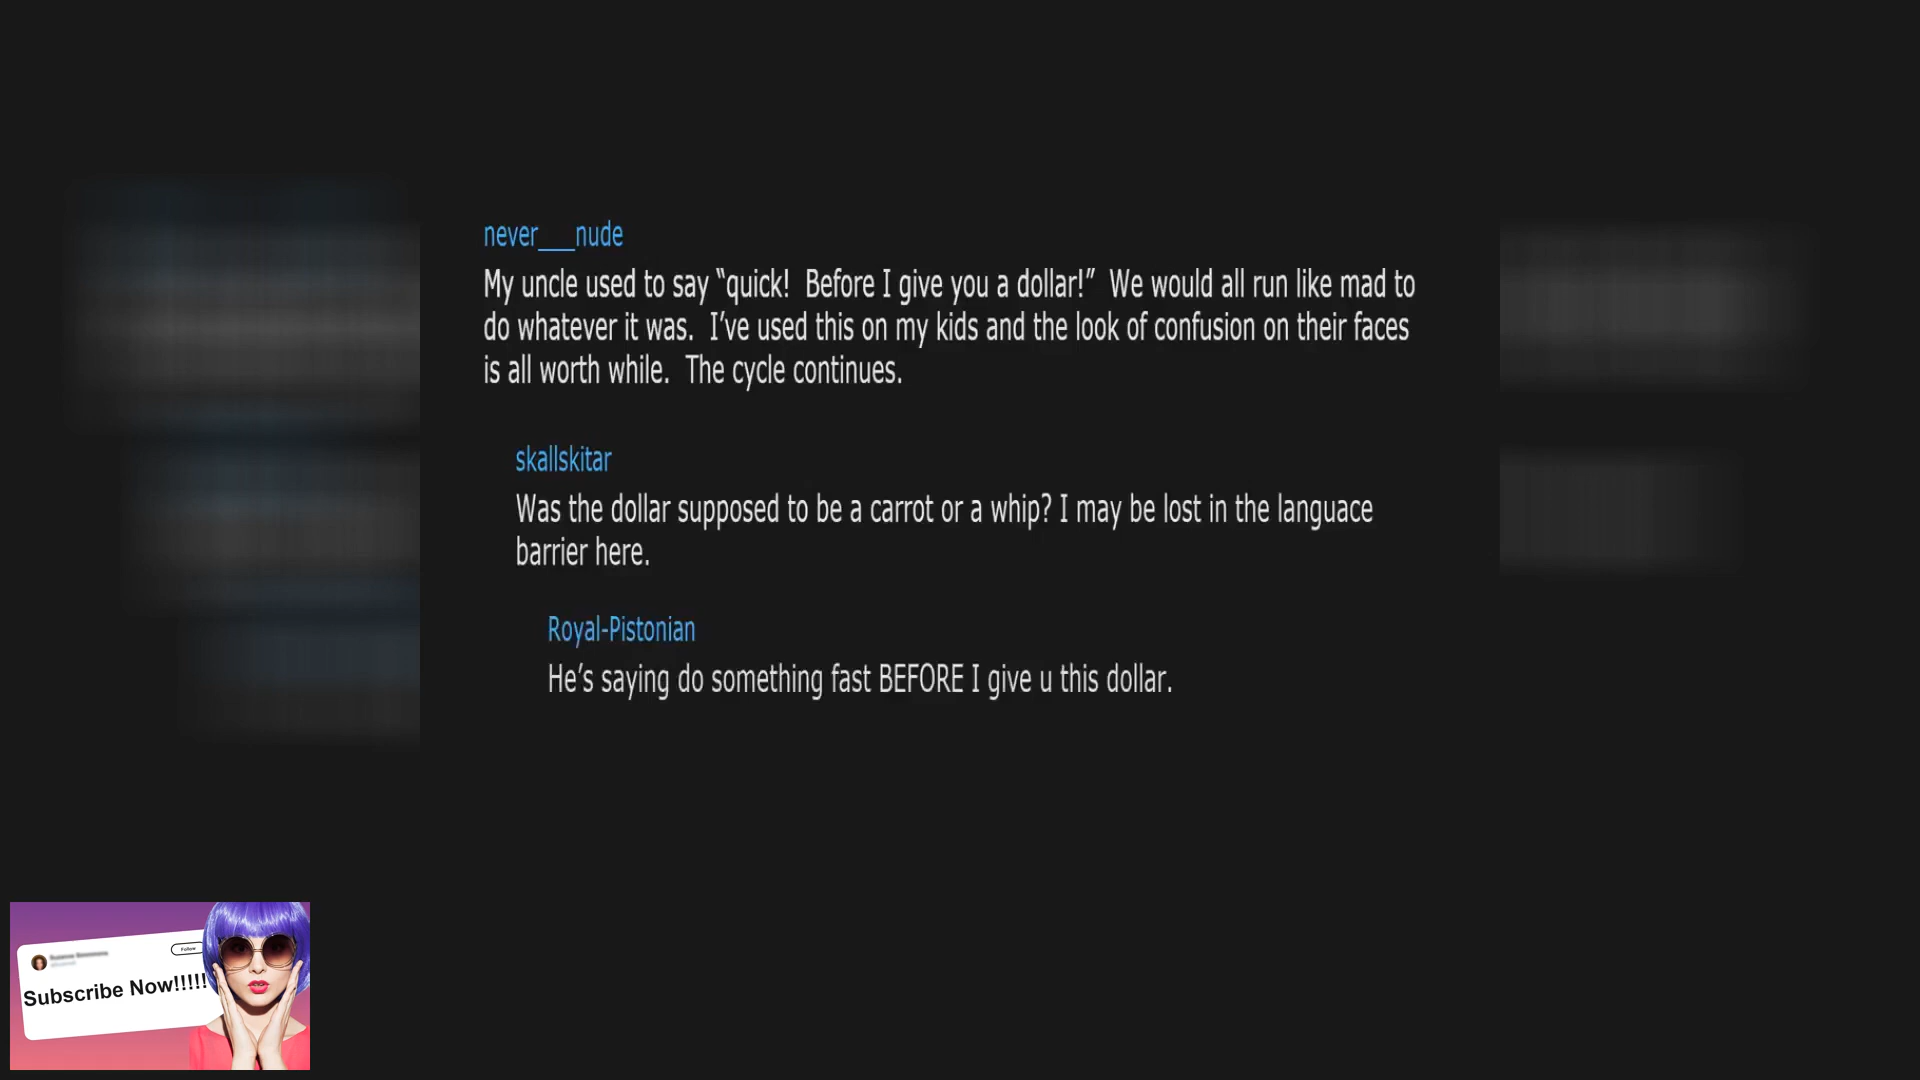 never___nude
My uncle used to say “quick!  Before I give you a dollar!”  We would all run like mad to
do whatever it was.  I’ve used this on my kids and the look of confusion on their faces
is all worth while.  The cycle continues.
skallskitar
Was the dollar supposed to be a carrot or a whip? I may be lost in the languace
barrier here.
Royal-Pistonian
He’s saying do something fast BEFORE I give u this dollar.
Follow
Subscribe Now!!!!!